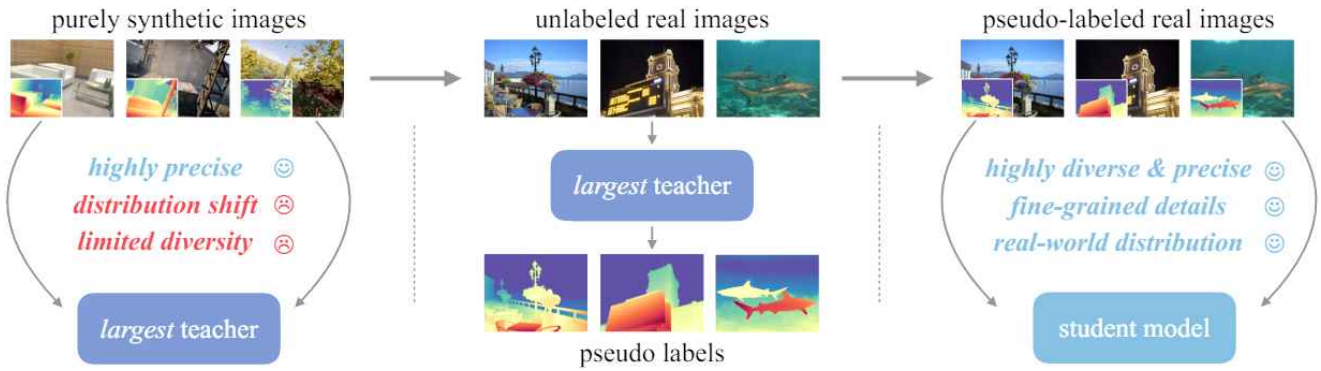 purely synthetic images
highly precise
distribution shift
limited diversity
largest teacher
unlabeled real images
largest teacher
pseudo labels
pseudo-labeled real images
highly diverse & precise
fine-grained details
real-world distribution
student model